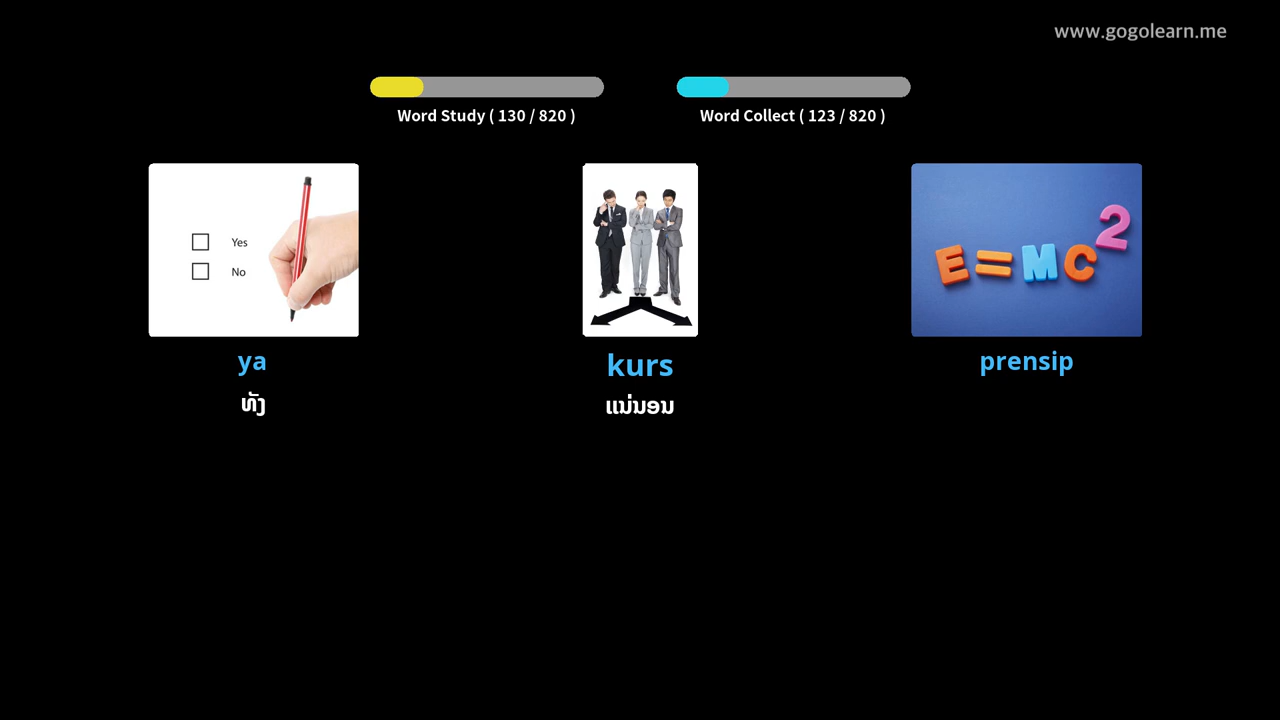 www.gogolearn.me
Word Study ( 130 / 820 )
Word Collect ( 123 / 820 )
Yes
No
E=MC2
ya
kurs
prensip
ທັງ
ແນ່ນອນ